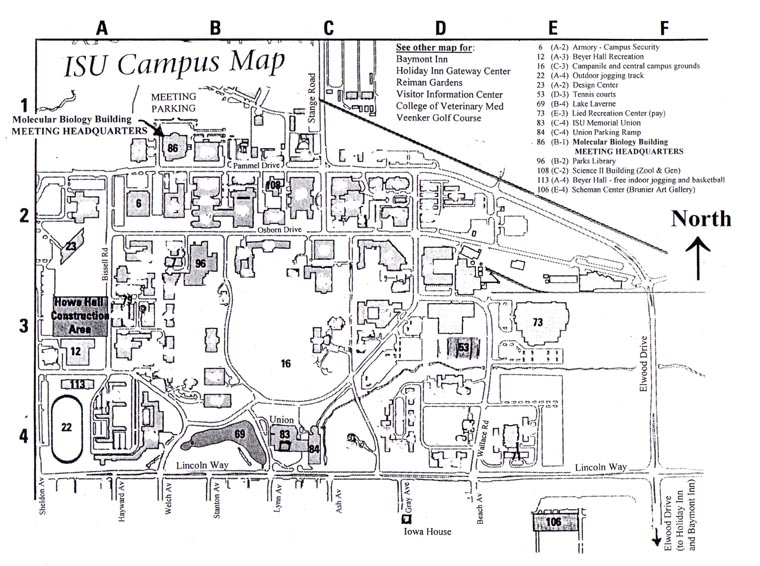 A B C D E F
ISU Campus Map
See other map for:
Baymont Inn
Holiday Inn Gateway Center
Reiman Gardens
Visitor Information Center
College of Veterinary Med
Veenker Golf Course
6 (A-2) Armory - Campus Security
12 (A-3) Beyer Hall Recreation
16 (C-3) Campanile and central campus grounds
22 (A-4) Outdoor jogging track
23 (A-2) Design Center
53 (D-3) Tennis courts
69 (B-4) Lake Laverne
73 (E-3) Lied Recreation Center (pay)
83 (C-4) ISU Memorial Union
84 (C-4) Union Parking Ramp
86 (B-1) Molecular Biology Building
MEETING HEADQUARTERS
96 (B-2) Parks Library
108 (C-2) Science II Building (Zool & Gen)
113 (A-4) Beyer Hall - free indoor jogging and basketball
106 (E-4) Scheman Center (Brunier Art Gallery)
1
MEETING
PARKING
Molecular Biology Building
MEETING HEADQUARTERS
86
Stange Road
Pammel Drive
2
6
108
Osborn Drive
North
23
Bissell Rd
96
Howe Hall
Construction
Area
79
3
12
16
73
53
Elwood Drive
113
4
22
69
Union
83
84
Wallace Rd
Lincoln Way
Lincoln Way
Sheldon Av
Hayward Av
Welch Av
Stanton Av
Lynn Av
Ash Av
Gray Ave
Beach Av
Iowa House
106
Elwood Drive
(to Holiday Inn
and Baymont Inn)